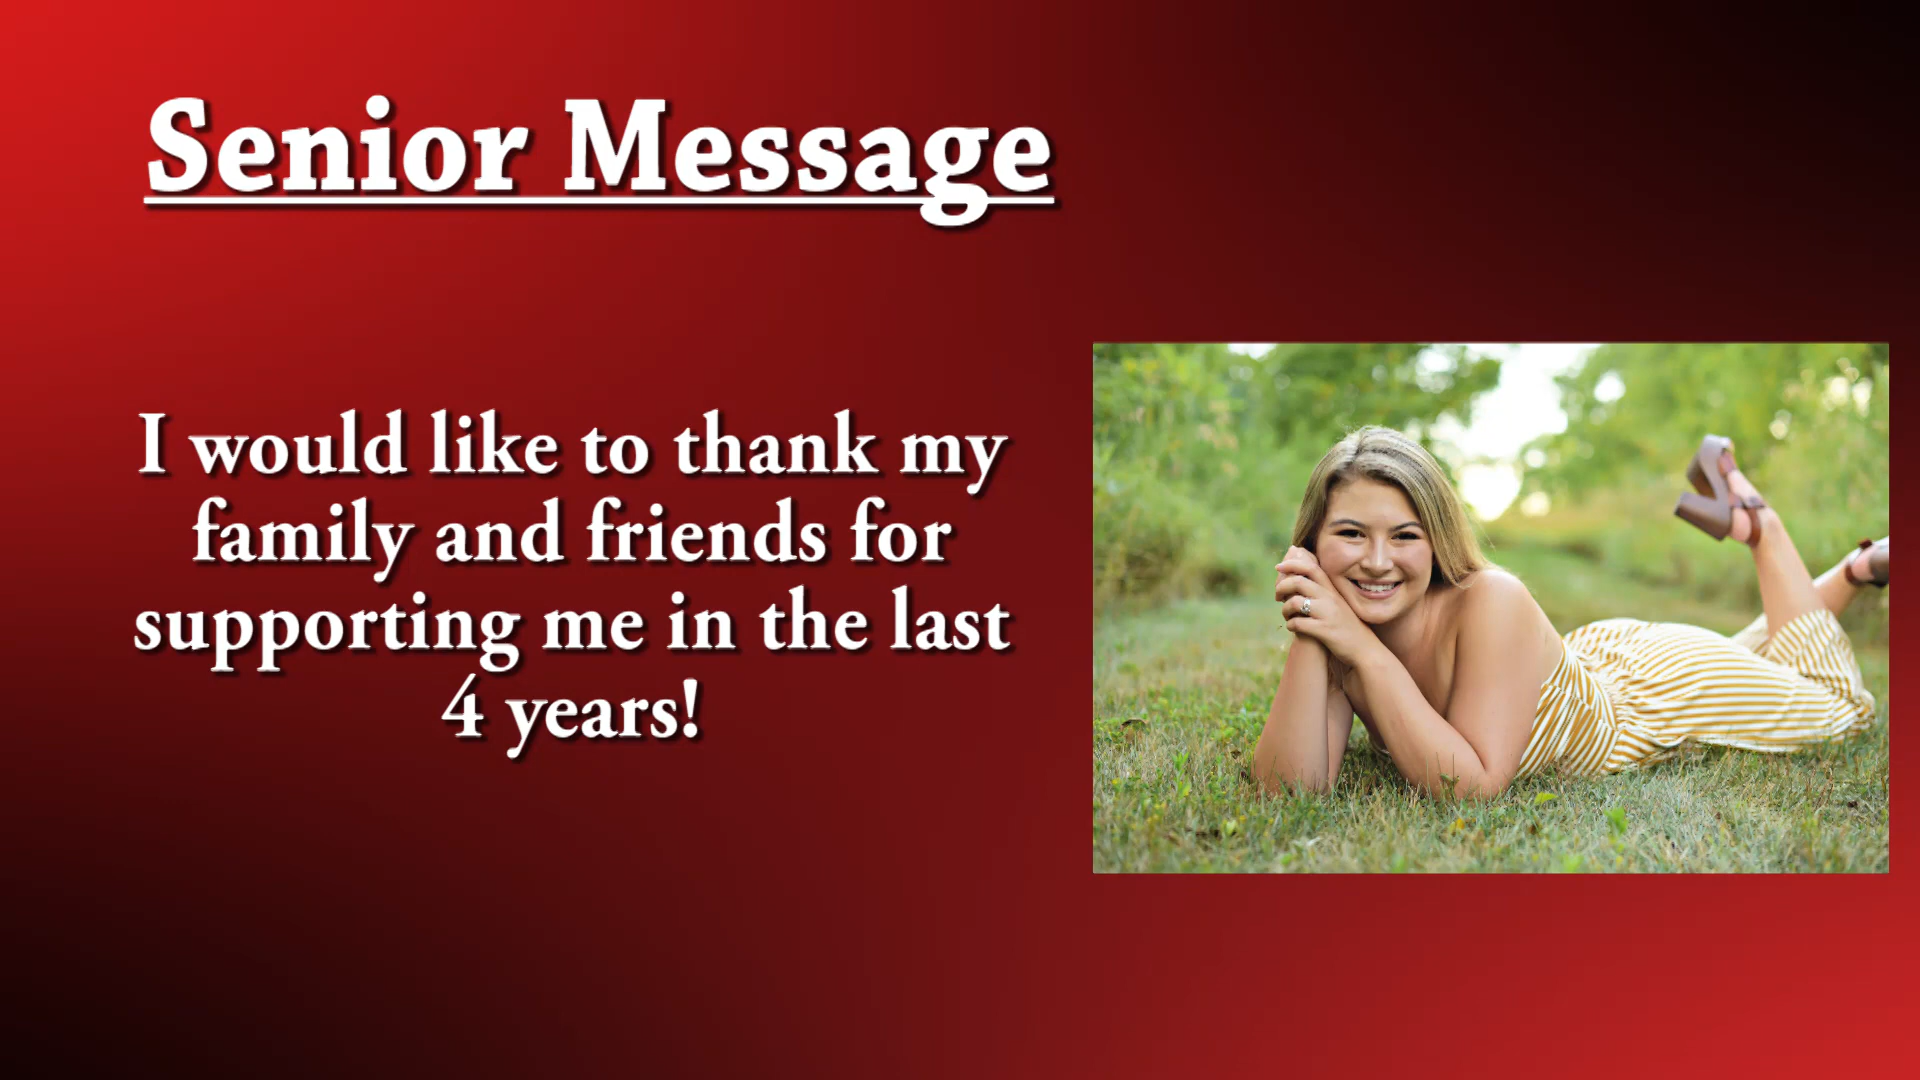 Senior Message
I would like to thank my
family and friends for
supporting me in the last
4 years!